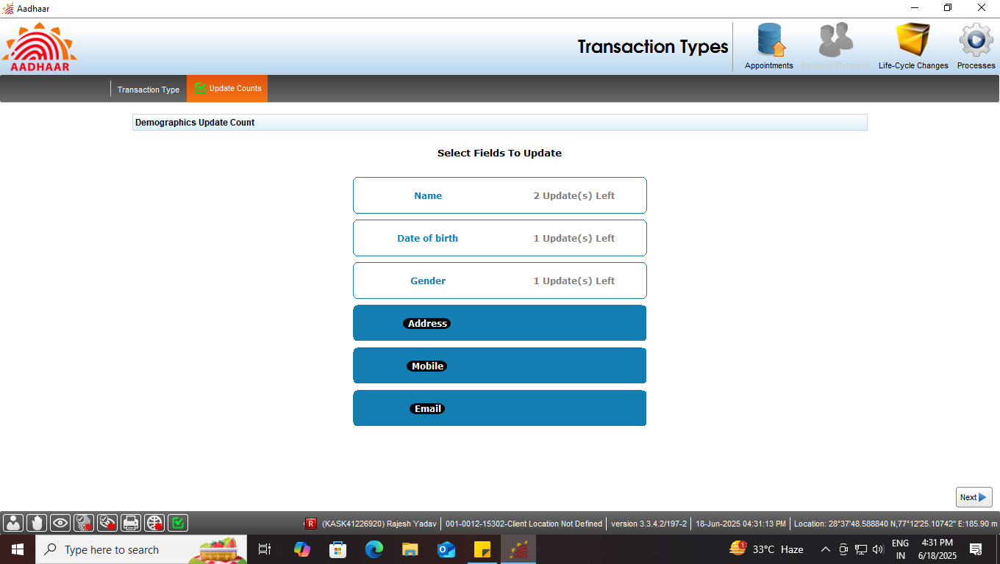 Aadhaar
AADHAAR
Transaction Types
Appointments
Resident Enrolment
Life-Cycle Changes
Processes
Transaction Type
Update Counts
Demographics Update Count
Select Fields To Update
Name 2 Update(s) Left
Date of birth 1 Update(s) Left
Gender 1 Update(s) Left
Address
Mobile
Email
Next
R (KASK41226920) Rajesh Yadav 001-0012-15302-Client Location Not Defined version 3.3.4.2/197-2 18-Jun-2025 04:31:13 PM Location: 28°37'48.588840 N,77°12'25.10742" E:185.90 m
Type here to search
1
33°C Haze
ENG
IN
4:31 PM
6/18/2025